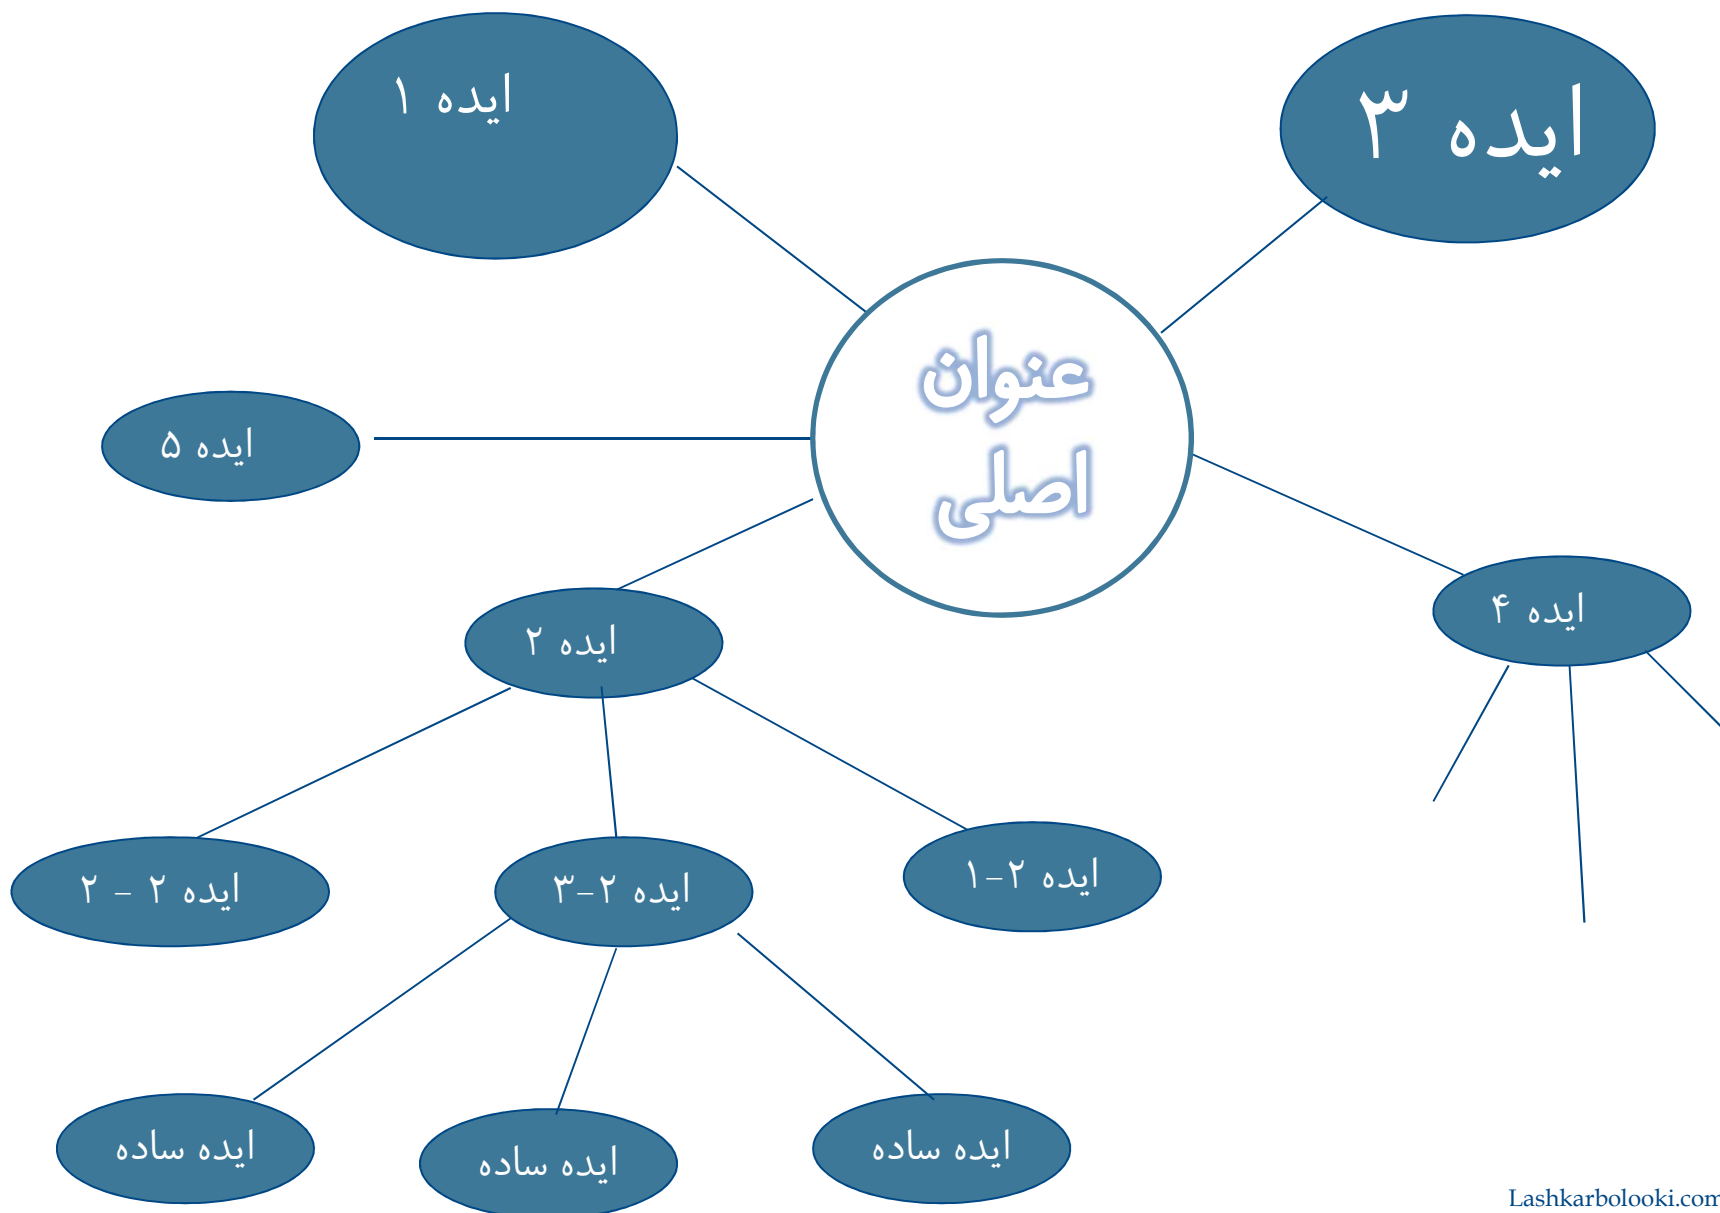 ایده ۳
ایده ۱
عنوان
اصلی
ایده ۵
ایده ۴
ایده ۲
ایده ۲-۱
ایده ۲-۳
ایده ۲ - ۲
ایده ساده
ایده ساده
ایده ساده
Lashkarbolooki.com